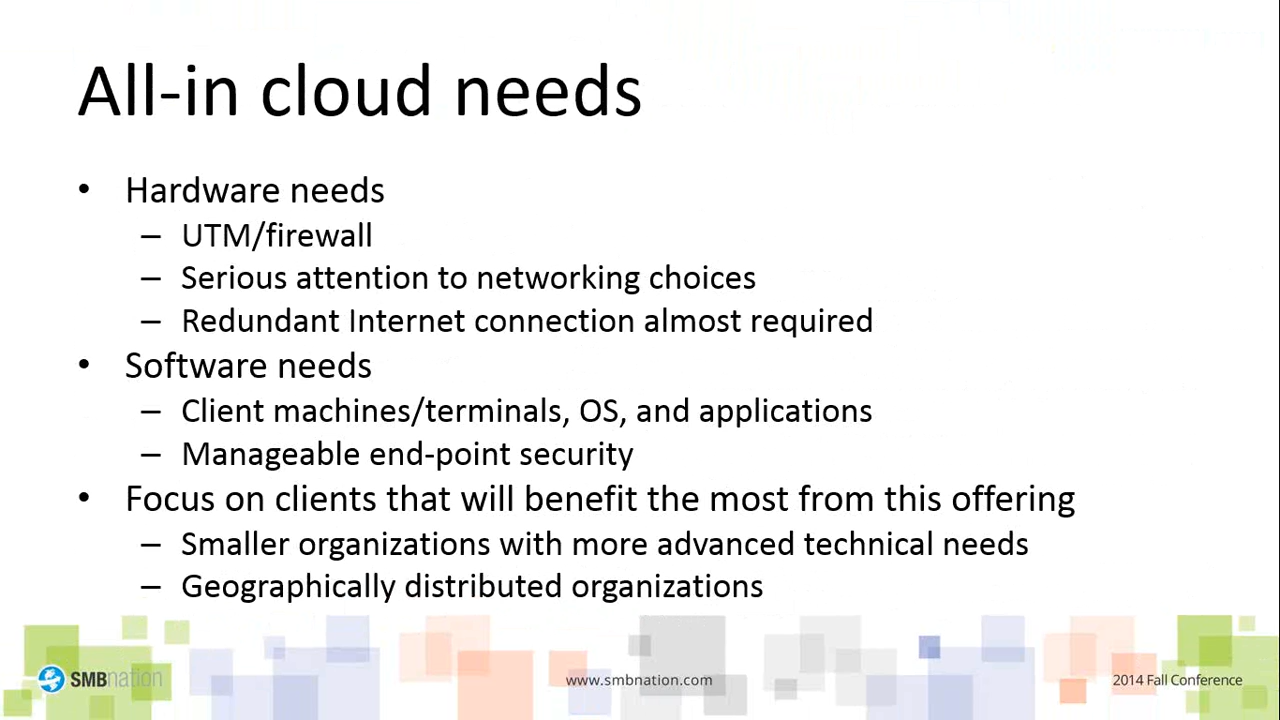 All-in cloud needs
• Hardware needs
– UTM/firewall
– Serious attention to networking choices
– Redundant Internet connection almost required
• Software needs
– Client machines/terminals, OS, and applications
– Manageable end-point security
• Focus on clients that will benefit the most from this offering
– Smaller organizations with more advanced technical needs
– Geographically distributed organizations
SMBnation
www.smbnation.com
2014 Fall Conference